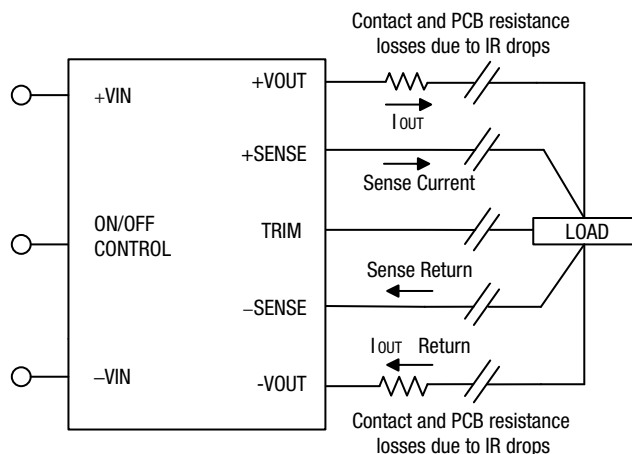 Contact and PCB resistance
losses due to IR drops
+VOUT
+VIN
IOUT
+SENSE
Sense Current
ON/OFF
CONTROL
TRIM
LOAD
Sense Return
−SENSE
IOUT Return
−VIN
-VOUT
Contact and PCB resistance
losses due to IR drops